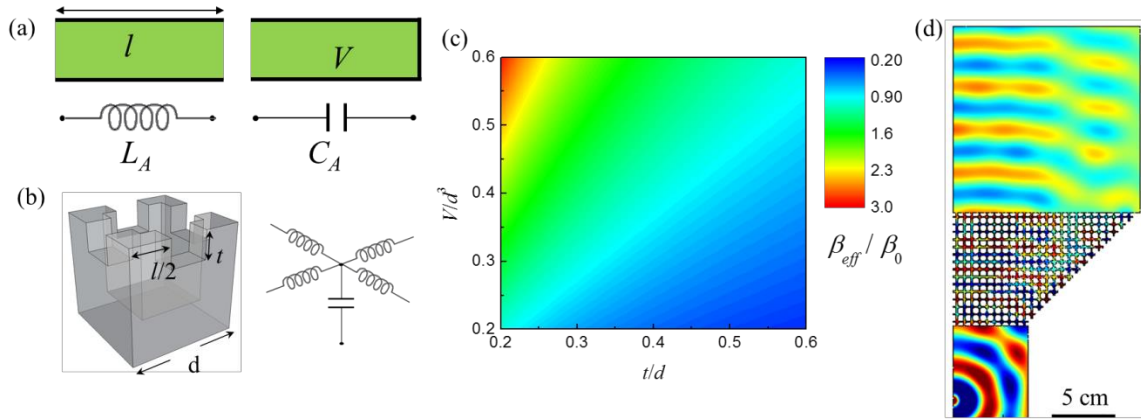 (a)
l
V
L_A
C_A
(b)
l/2
t
d
(c)
0.6
0.5
0.4
0.3
0.2
V/d³
0.2 0.3 0.4 0.5 0.6
t/d
0.20
0.90
1.6
2.3
3.0
β_eff / β_0
(d)
5 cm